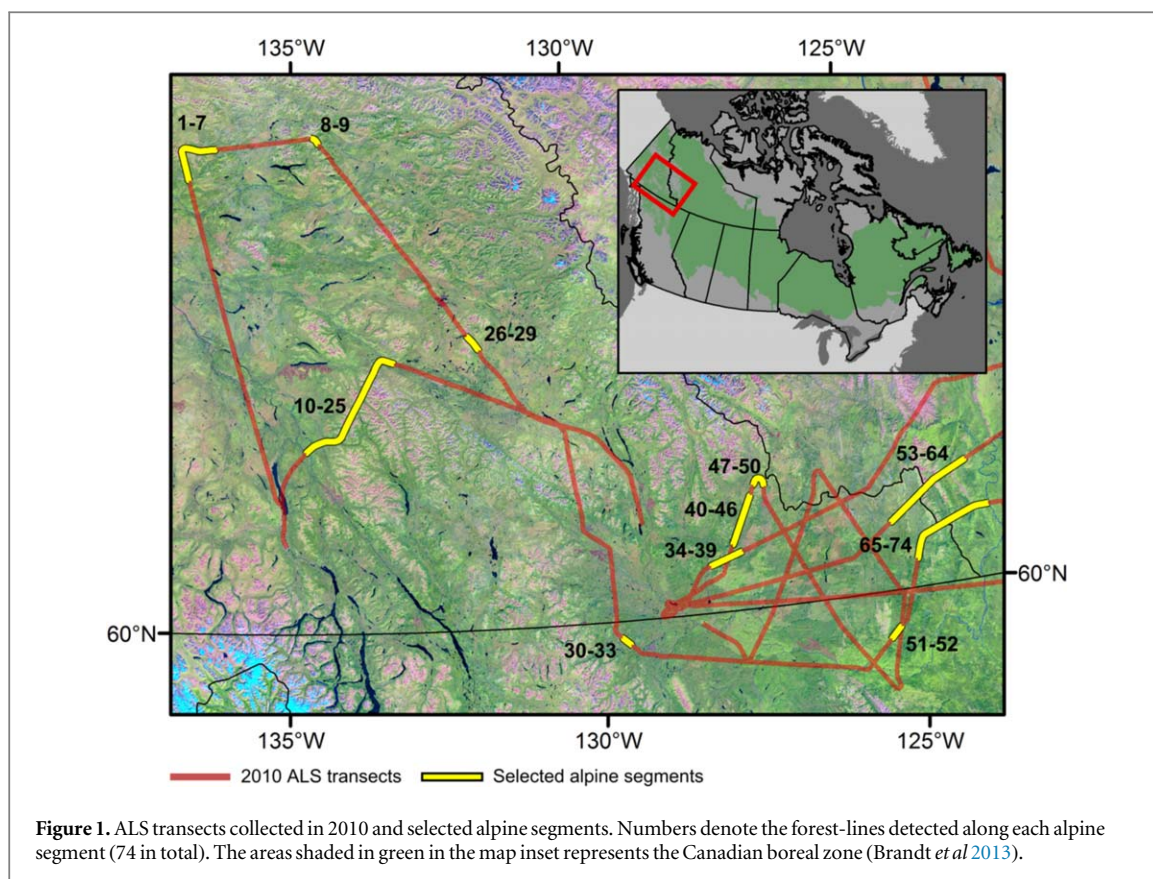 135°W 130°W 125°W
1-7 8-9
26-29
10-25
53-64
47-50
40-46
34-39 65-74
60°N
60°N
30-33 51-52
135°W 130°W 125°W
2010 ALS transects Selected alpine segments
Figure 1. ALS transects collected in 2010 and selected alpine segments. Numbers denote the forest-lines detected along each alpine
segment (74 in total). The areas shaded in green in the map inset represents the Canadian boreal zone (Brandt et al 2013).